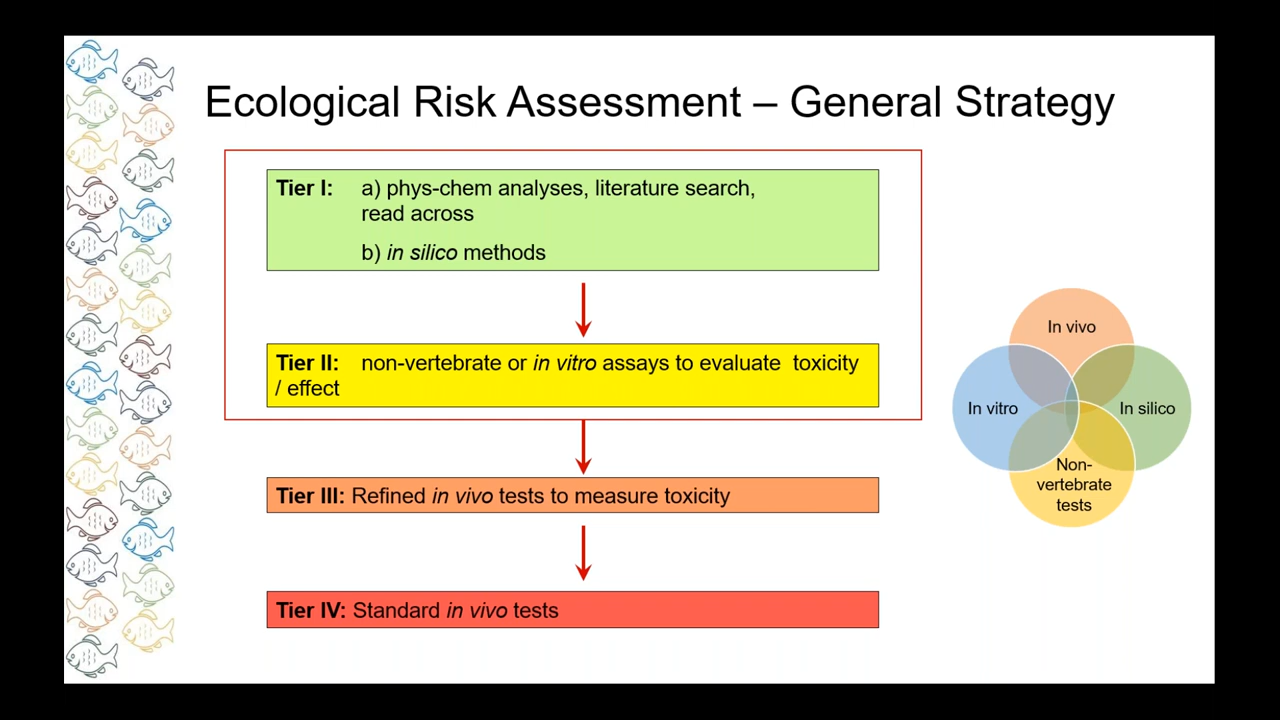 Ecological Risk Assessment – General Strategy
Tier I: a) phys-chem analyses, literature search,
read across
b) in silico methods
Tier II: non-vertebrate or in vitro assays to evaluate toxicity
/ effect
Tier III: Refined in vivo tests to measure toxicity
Tier IV: Standard in vivo tests
In vivo
In vitro
In silico
Non-
vertebrate
tests